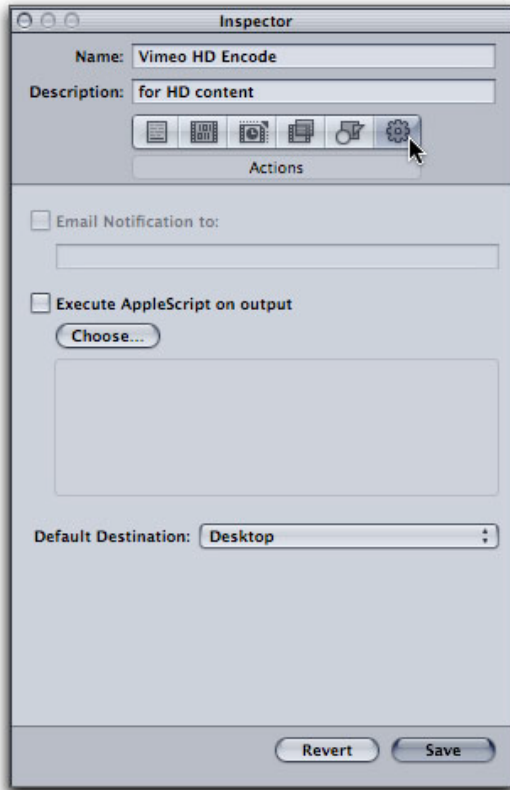 Inspector
Name: Vimeo HD Encode
Description: for HD content
Actions
Email Notification to:
Execute AppleScript on output
Choose...
Default Destination: Desktop
Revert Save